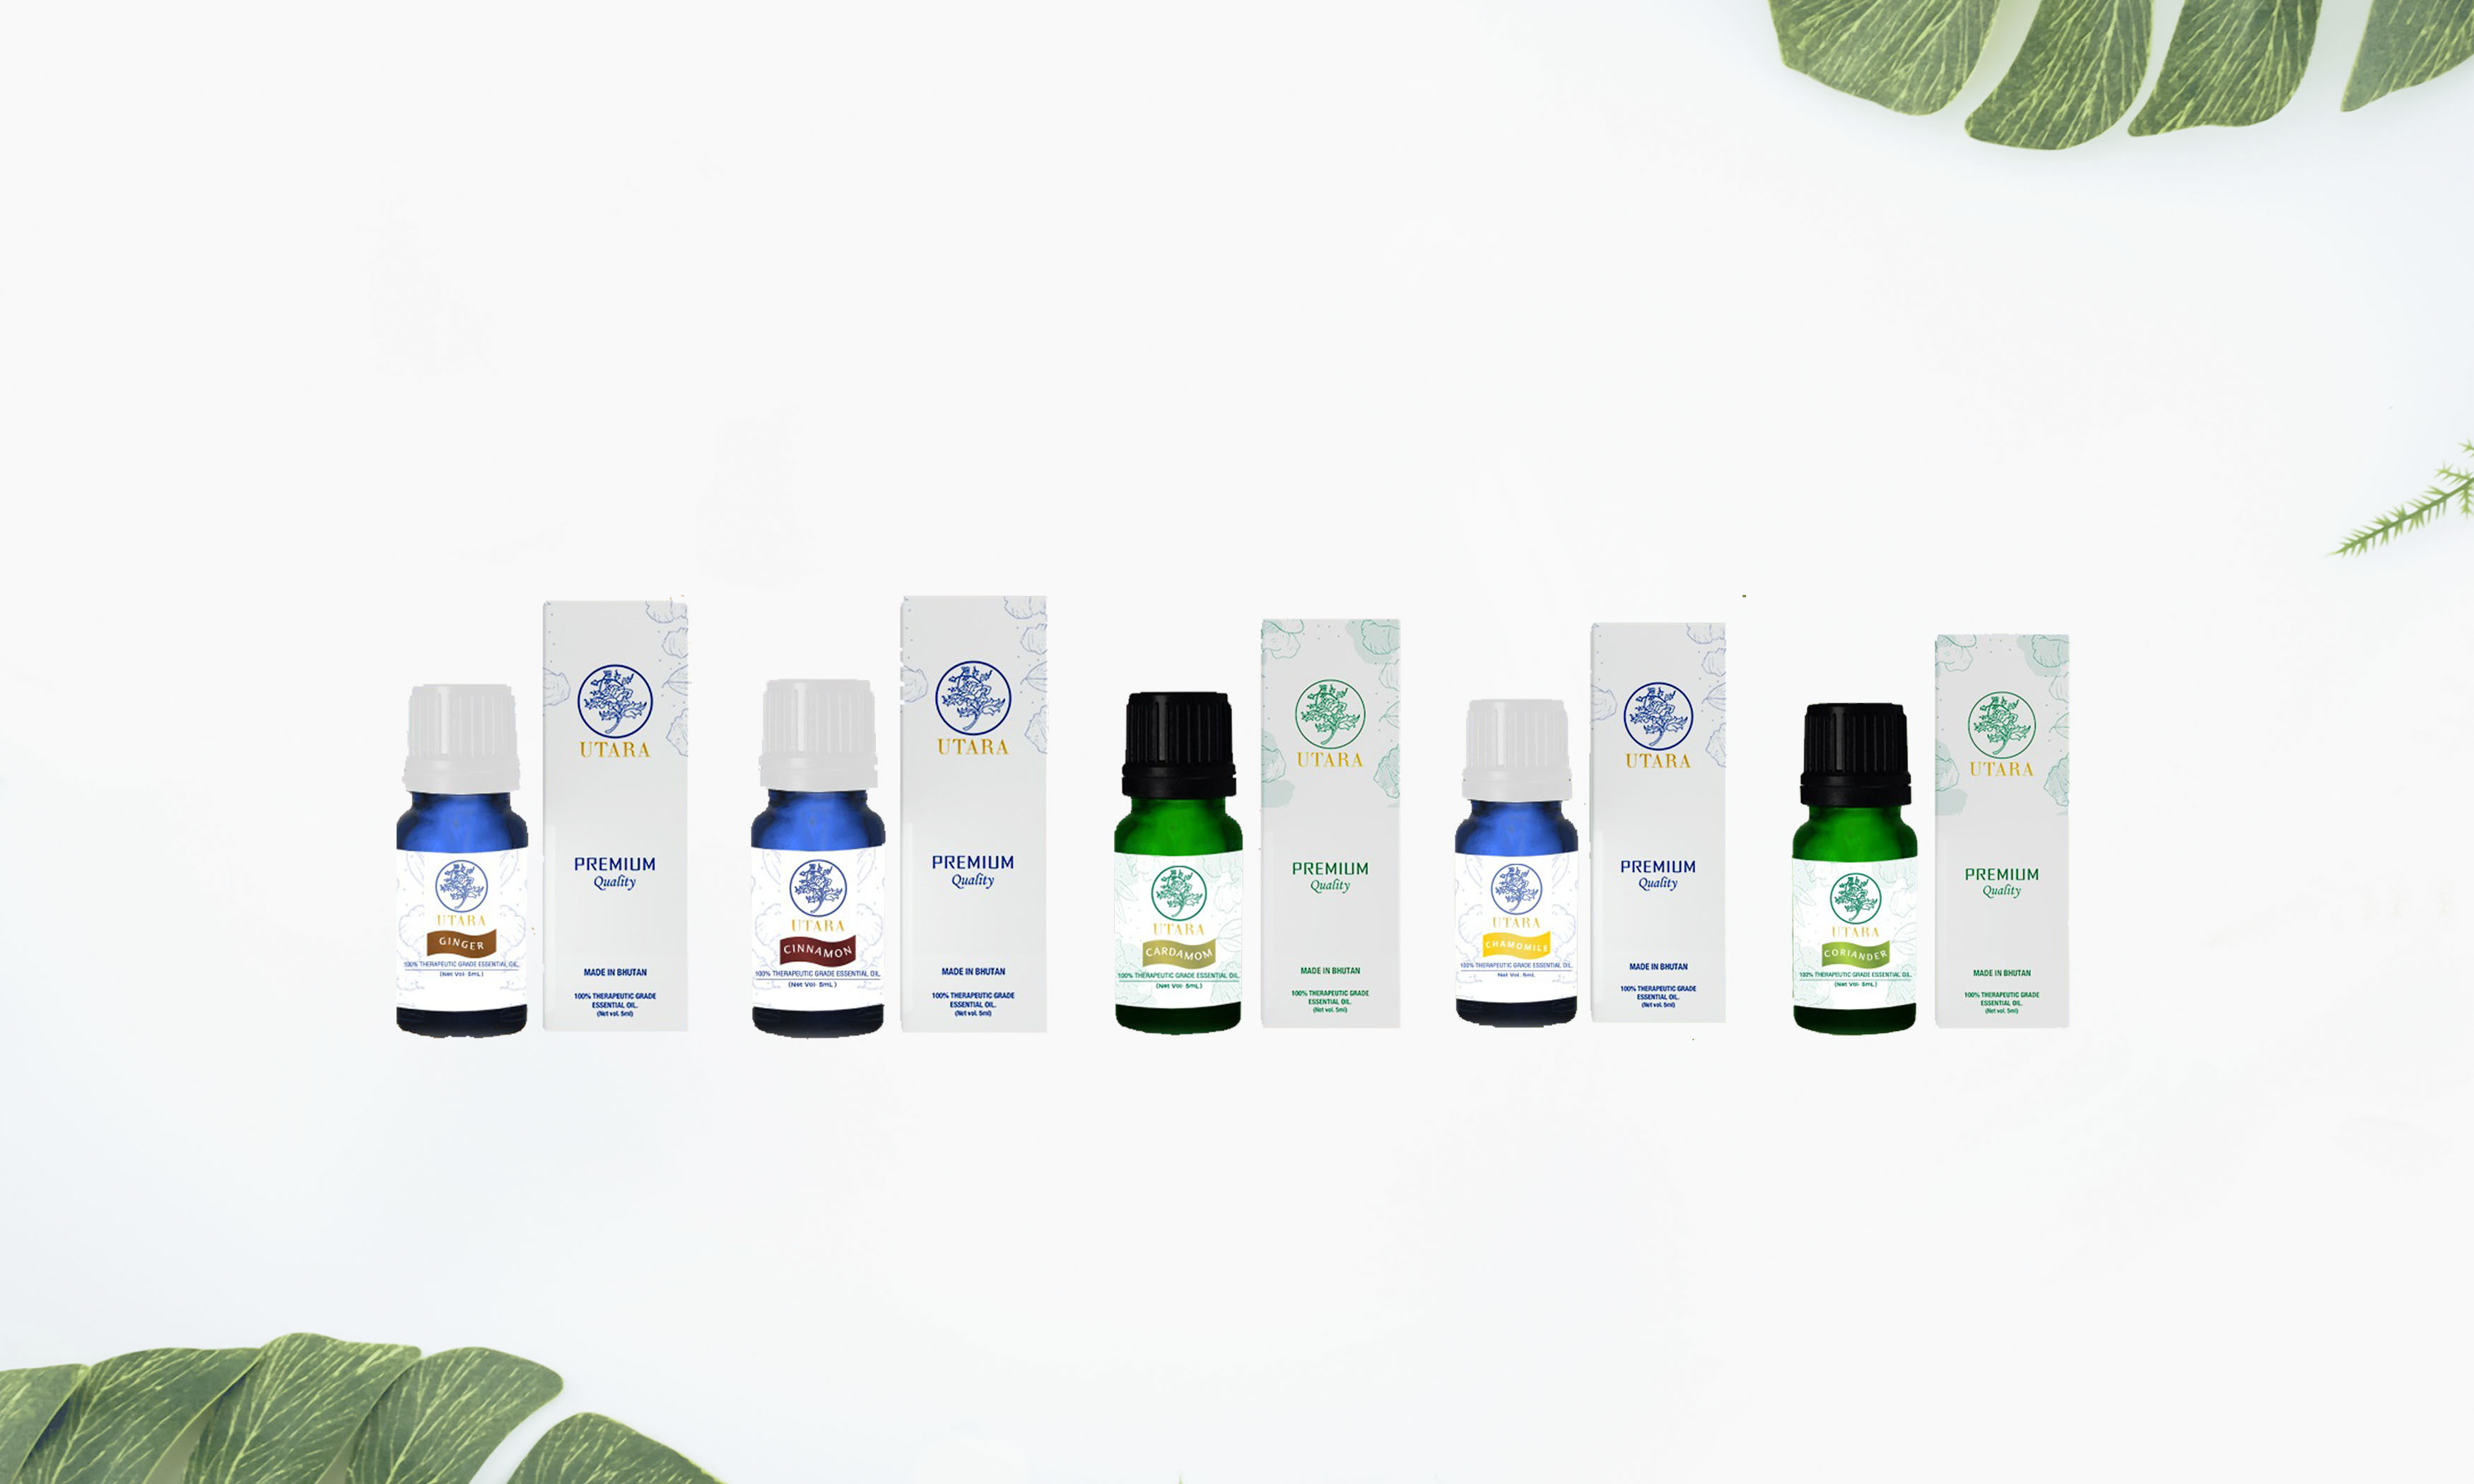 UTARA
GINGER
100% THERAPEUTIC GRADE ESSENTIAL OIL.
(Net Vol- 5mL)
UTARA
PREMIUM
Quality
MADE IN BHUTAN
100% THERAPEUTIC GRADE
ESSENTIAL OIL.
(Net vol. 5ml)
UTARA
CINNAMON
100% THERAPEUTIC GRADE ESSENTIAL OIL.
(Net Vol- 5mL)
UTARA
PREMIUM
Quality
MADE IN BHUTAN
100% THERAPEUTIC GRADE
ESSENTIAL OIL.
(Net vol. 5ml)
UTARA
CARDAMOM
100% THERAPEUTIC GRADE ESSENTIAL OIL.
(Net Vol- 5mL)
UTARA
PREMIUM
Quality
MADE IN BHUTAN
100% THERAPEUTIC GRADE
ESSENTIAL OIL.
(Net vol. 5ml)
UTARA
CHAMOMILE
100% THERAPEUTIC GRADE ESSENTIAL OIL.
Net Vol- 5mL
UTARA
PREMIUM
Quality
MADE IN BHUTAN
100% THERAPEUTIC GRADE
ESSENTIAL OIL.
(Net vol. 5ml)
UTARA
CORIANDER
100% THERAPEUTIC GRADE ESSENTIAL OIL.
(Net Vol- 5mL)
UTARA
PREMIUM
Quality
MADE IN BHUTAN
100% THERAPEUTIC GRADE
ESSENTIAL OIL.
(Net vol. 5ml)